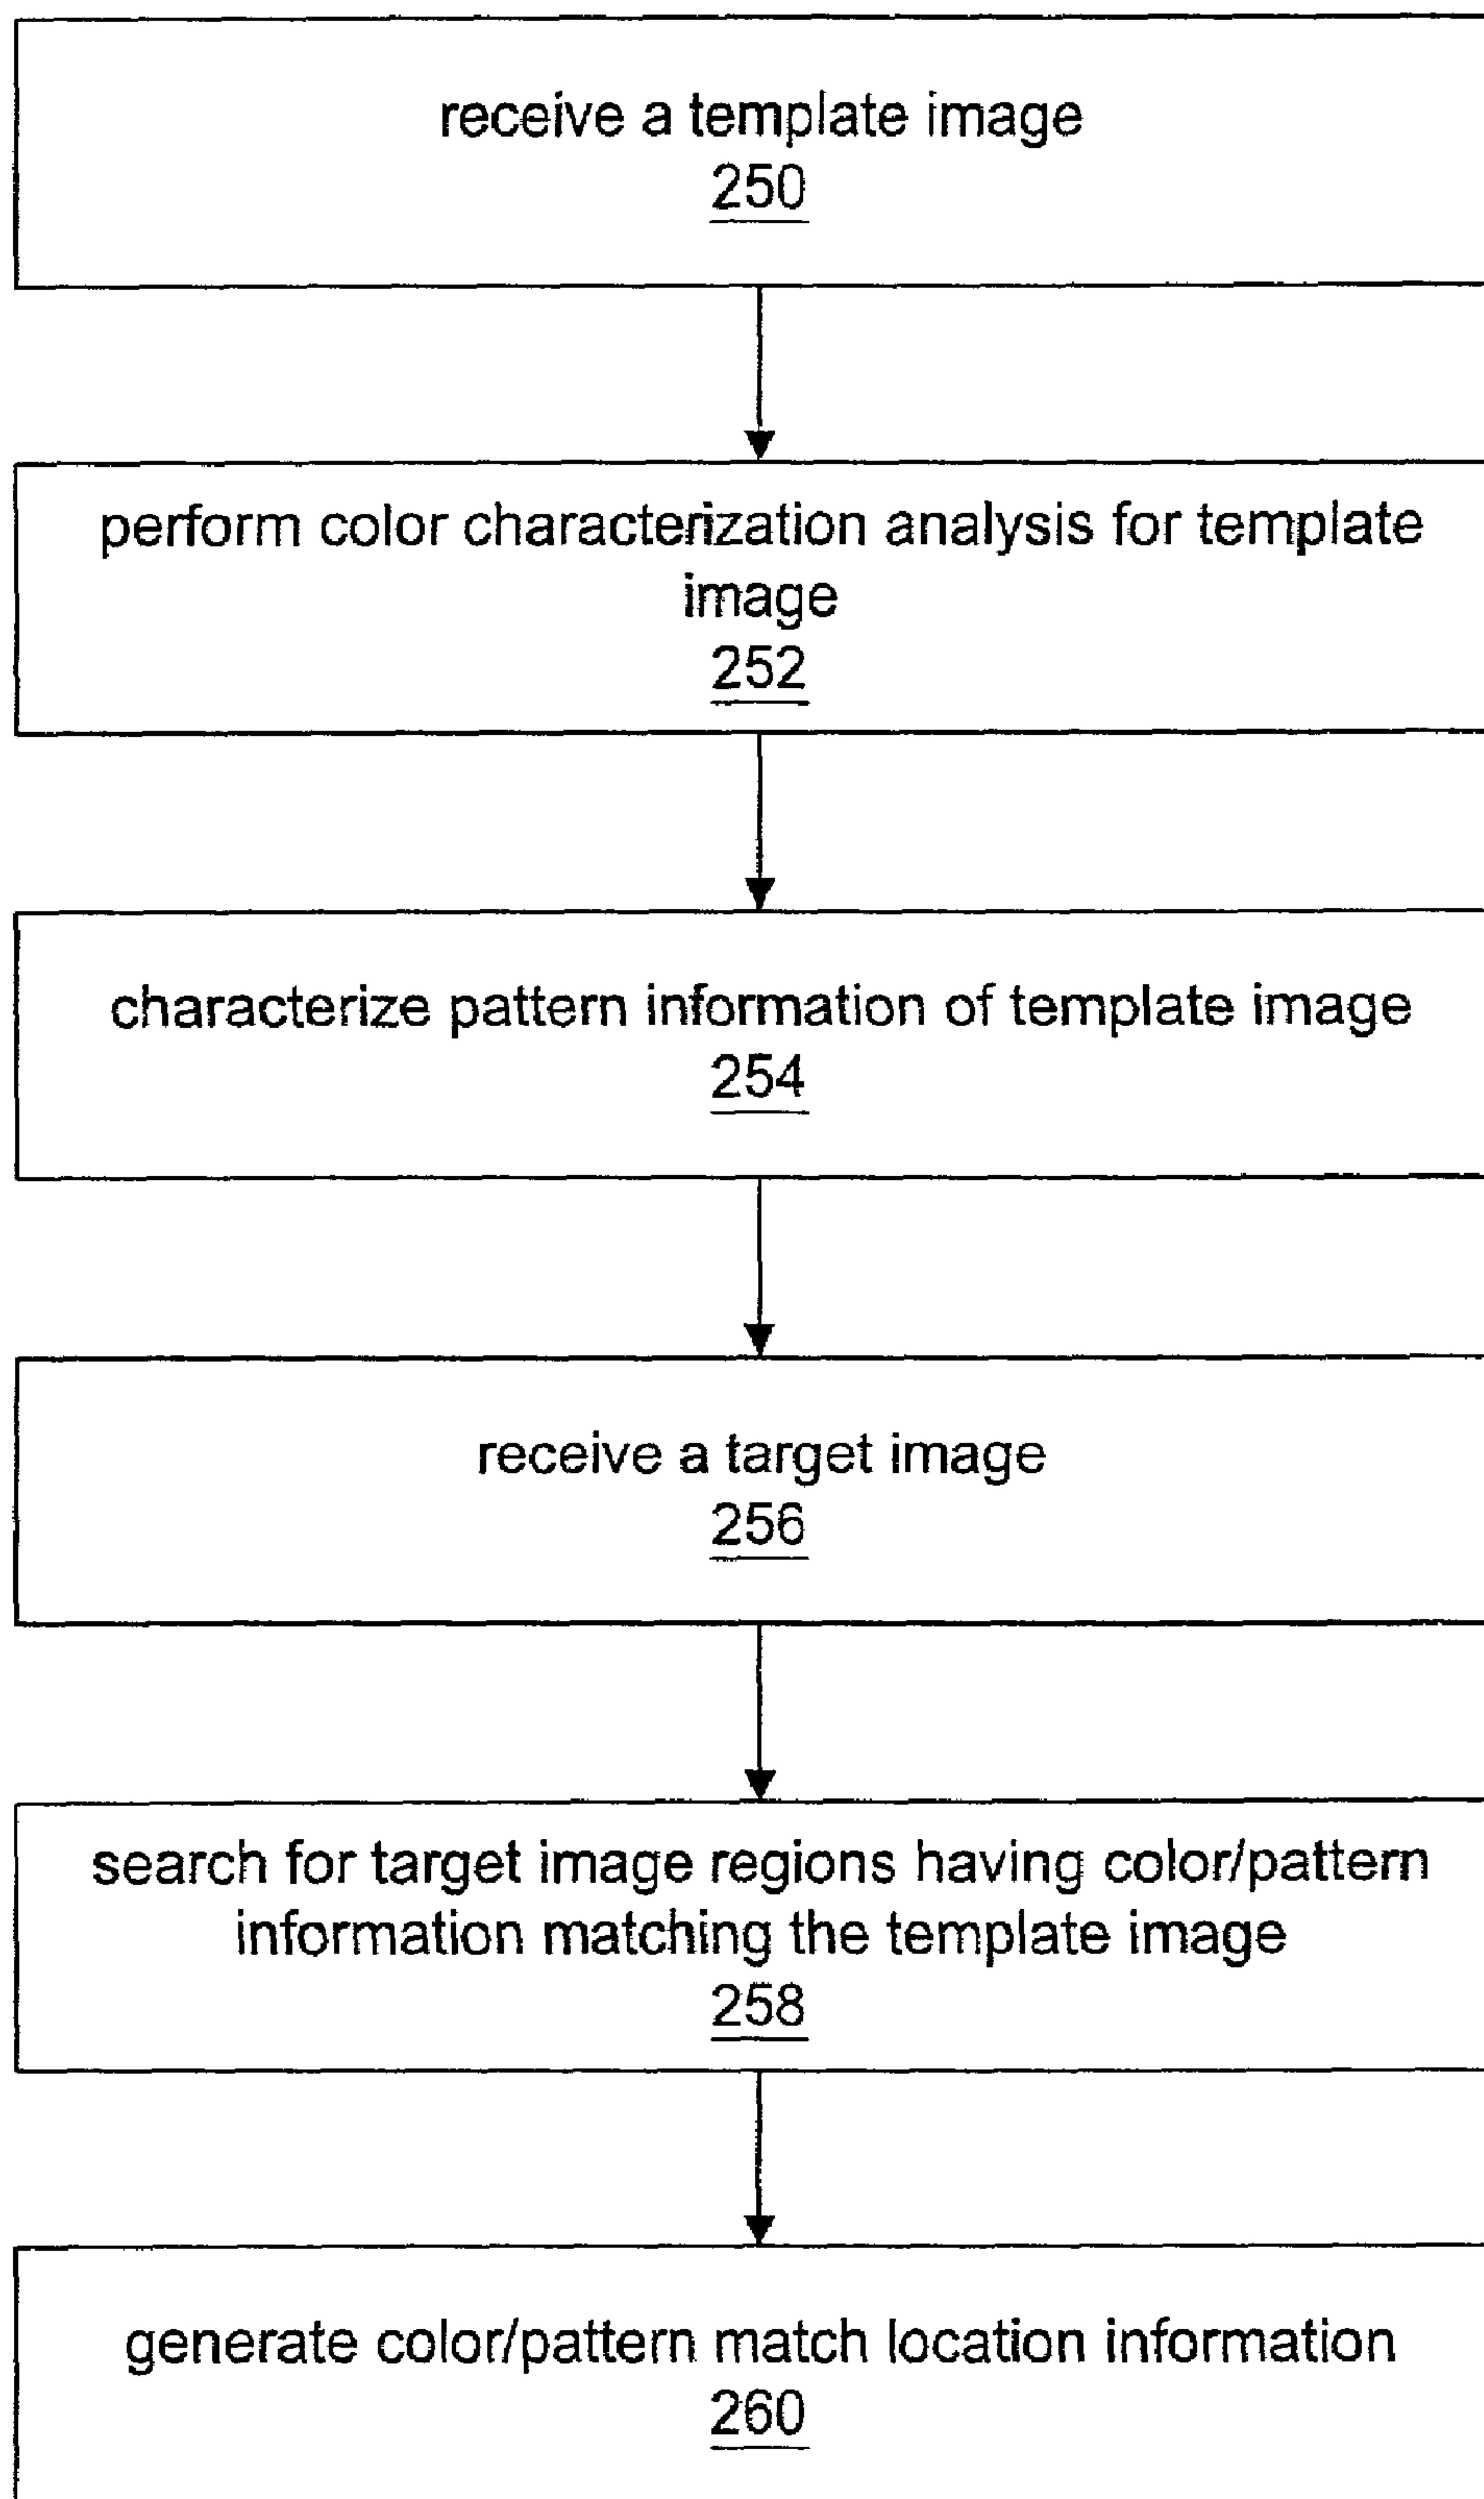 receive a template image
250
perform color characterization analysis for template
image
252
characterize pattern information of template image
254
receive a target image
256
search for target image regions having color/pattern
information matching the template image
258
generate color/pattern match location information
260